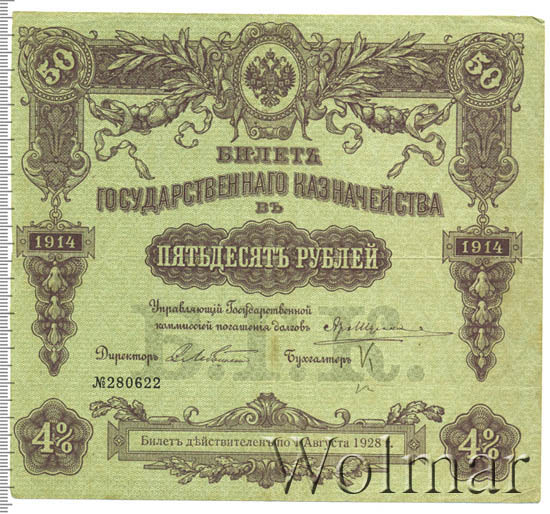 50 50
БИЛЕТЪ
ГОСУДАРСТВЕННАГО КАЗНАЧЕЙСТВА
ВЪ
1914 1914
ПЯТЬДЕСЯТЪ РУБЛЕЙ
Управляющій Государственной
коммиссіей погашенія долговъ
Директоръ Бухгалтеръ
Б.Г.К.
№280622
4% 4%
Билетъ дѣйствителенъ по 1 Августа 1928 г.
Wolmar